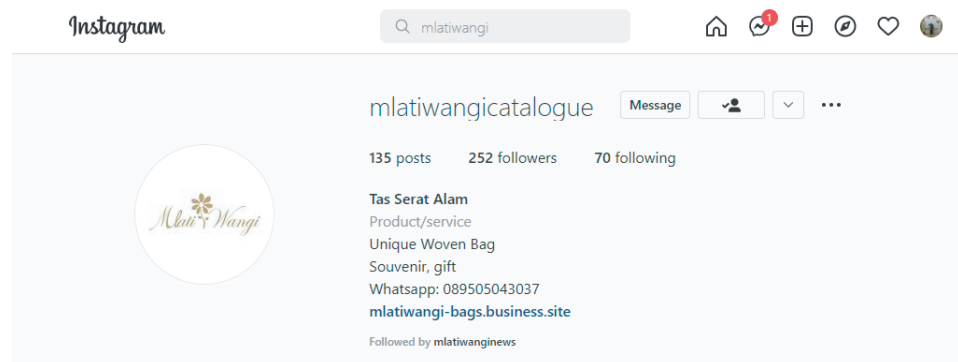 Instagram
mlatiwangi
1
mlatiwangicatalogue Message
135 posts 252 followers 70 following
Mlati Wangi
Tas Serat Alam
Product/service
Unique Woven Bag
Souvenir, gift
Whatsapp: 089505043037
mlatiwangi-bags.business.site
Followed by mlatiwanginews